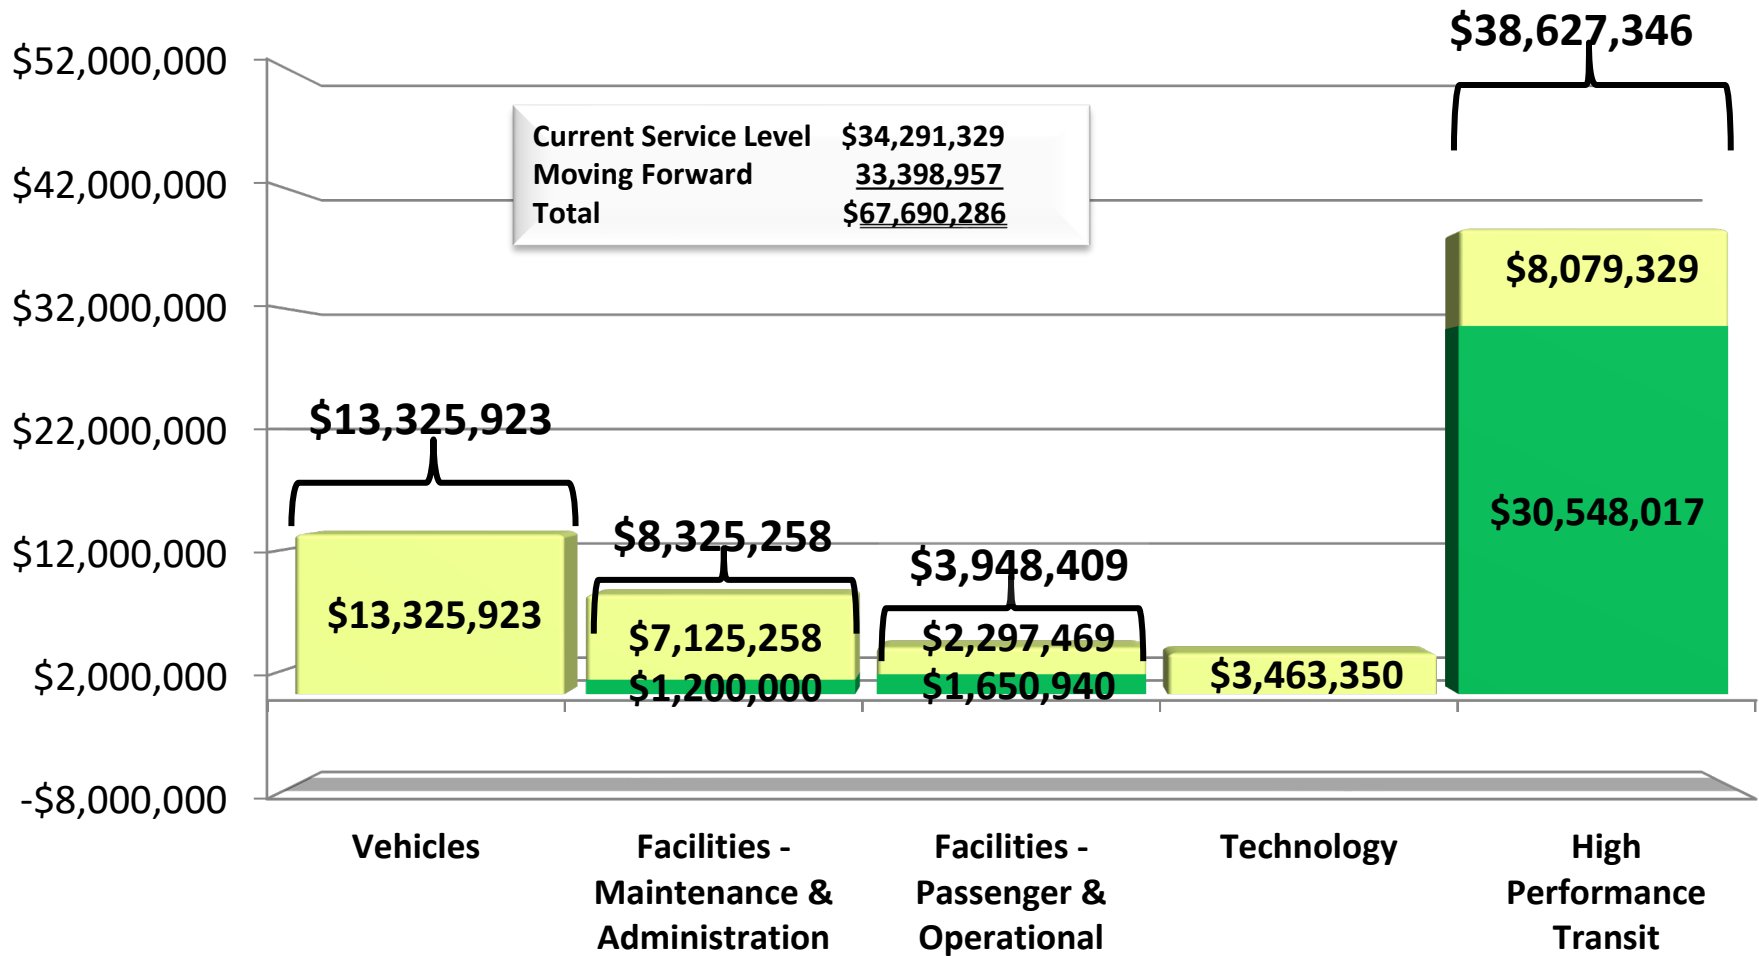 $38,627,346
$52,000,000
$42,000,000
$32,000,000
$22,000,000
$12,000,000
$2,000,000
-$8,000,000
Current Service Level $34,291,329
Moving Forward 33,398,957
Total $67,690,286
$8,079,329
$30,548,017
$13,325,923
$13,325,923
$8,325,258
$7,125,258
$1,200,000
$3,948,409
$2,297,469
$1,650,940
$3,463,350
Vehicles
Facilities -
Maintenance &
Administration
Facilities -
Passenger &
Operational
Technology
High
Performance
Transit